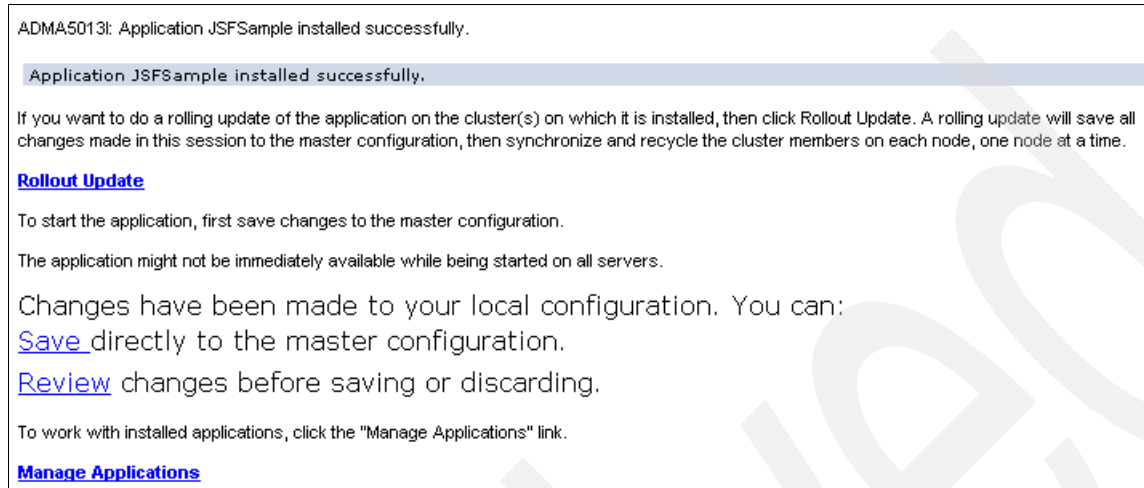 ADMA5013I: Application JSFSample installed successfully.
Application JSFSample installed successfully.
If you want to do a rolling update of the application on the cluster(s) on which it is installed, then click Rollout Update. A rolling update will save all
changes made in this session to the master configuration, then synchronize and recycle the cluster members on each node, one node at a time.
Rollout Update
To start the application, first save changes to the master configuration.
The application might not be immediately available while being started on all servers.
Changes have been made to your local configuration. You can:
Save directly to the master configuration.
Review changes before saving or discarding.
To work with installed applications, click the "Manage Applications" link.
Manage Applications